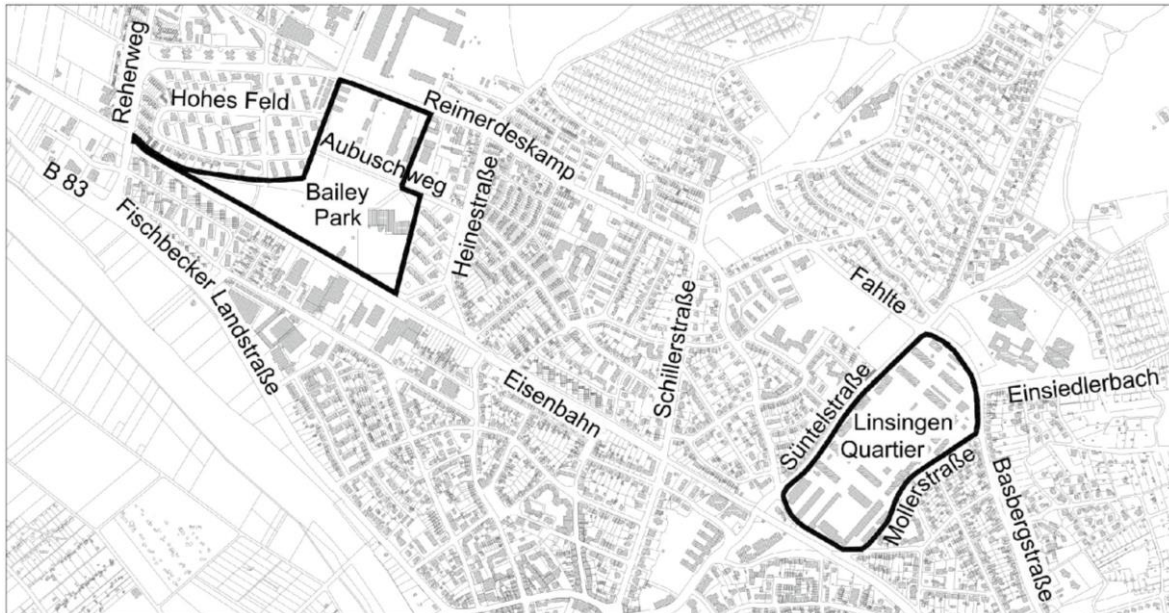 Reherweg
Hohes Feld
Reimerdeskamp
Aubuschweg
Bailey
Park
B 83
Fischbecker Landstraße
Heinestraße
Eisenbahn
Schillerstraße
Fahlte
Süntelstraße
Linsingen
Quartier
Einsiedlerbach
Mollerstraße
Basbergstraße